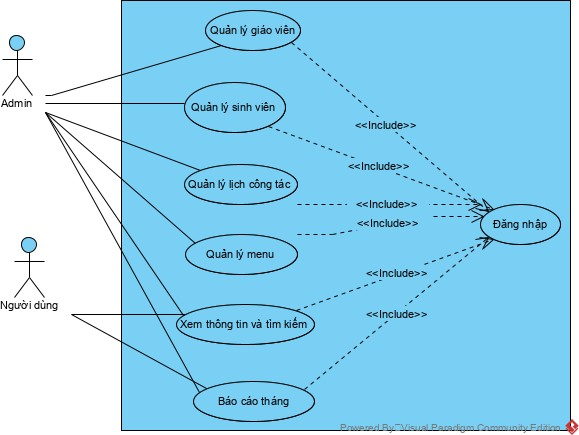 Quản lý giáo viên
Admin
Quản lý sinh viên
<<Include>>
<<Include>>
Quản lý lịch công tác
<<Include>>
<<Include>>
Đăng nhập
Quản lý menu
<<Include>>
Người dùng
<<Include>>
Xem thông tin và tìm kiếm
Báo cáo tháng
Powered By Visual Paradigm Community Edition